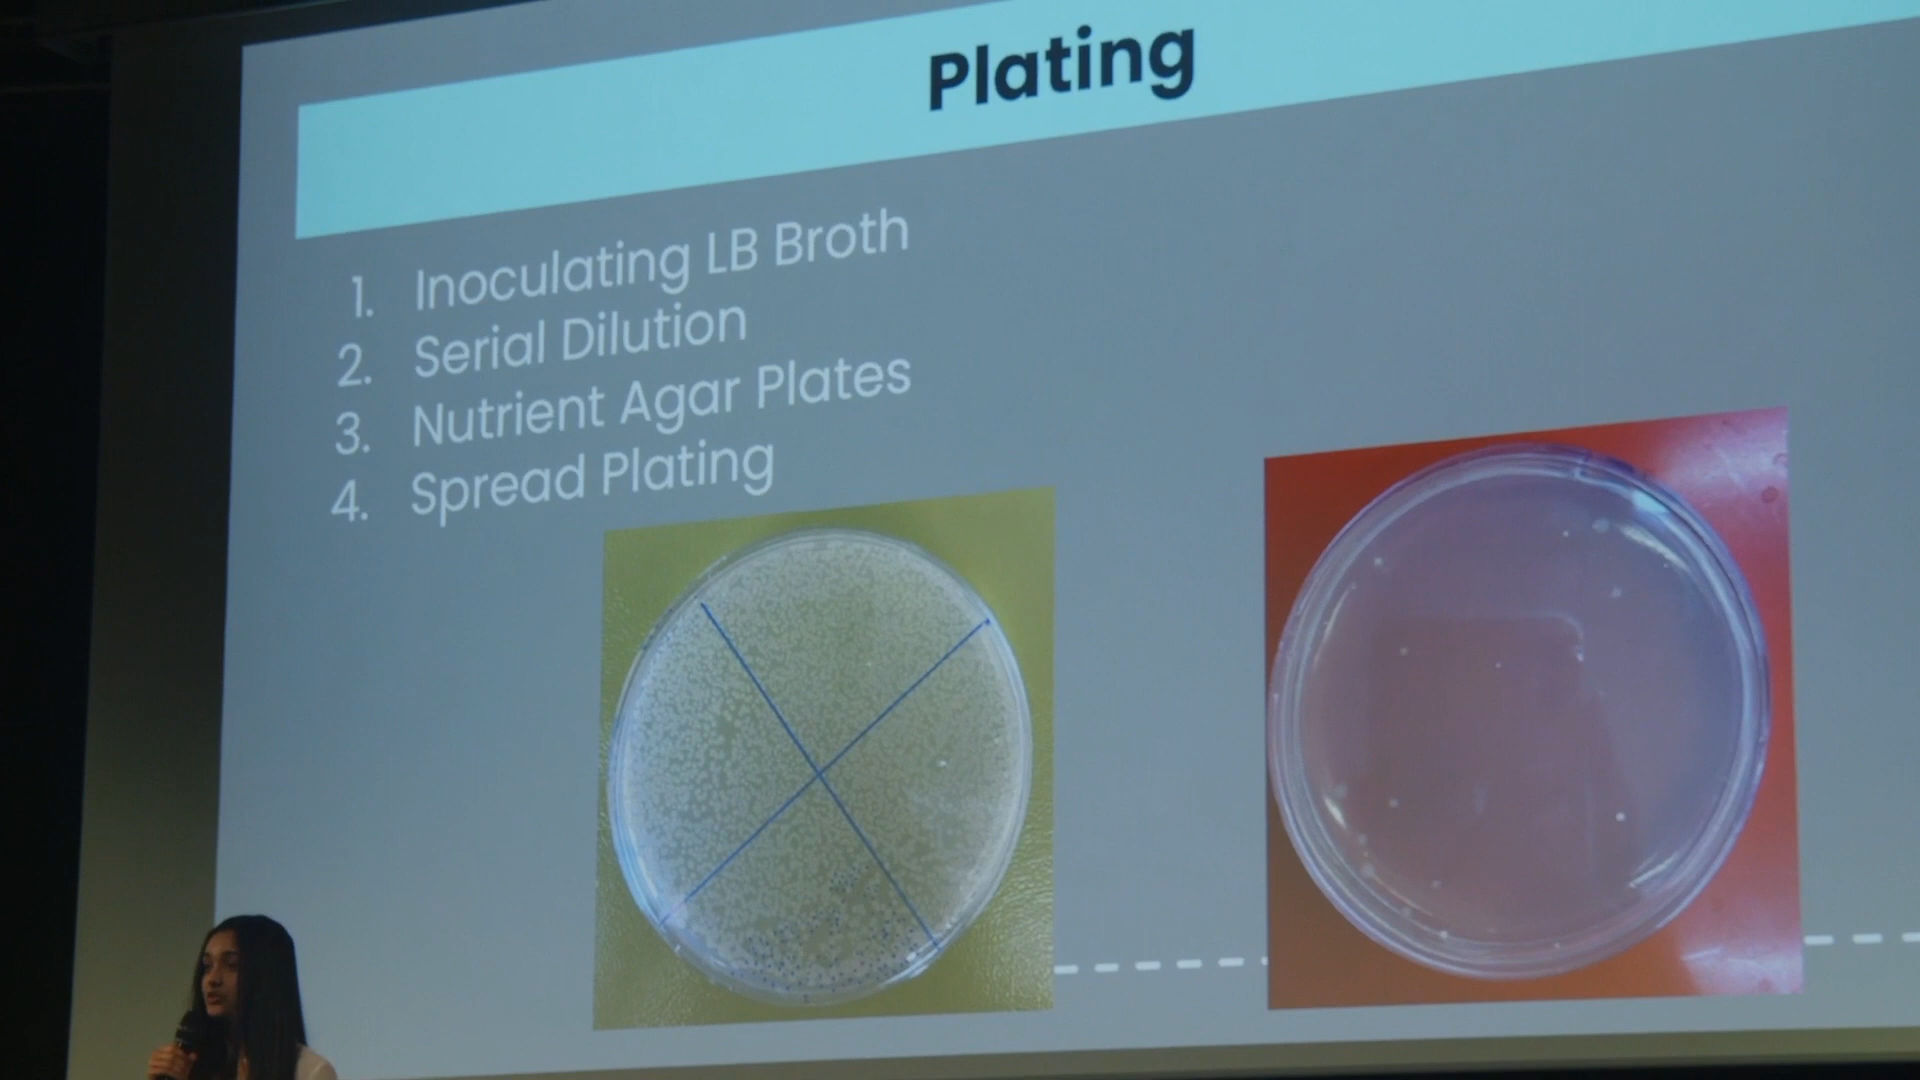 Plating
1. Inoculating LB Broth
2. Serial Dilution
3. Nutrient Agar Plates
4. Spread Plating